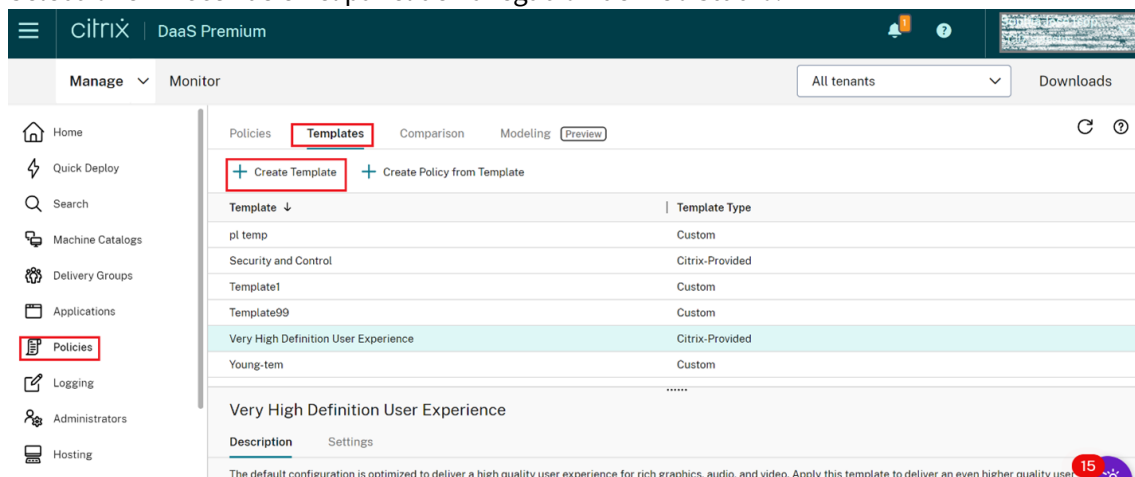 citrix | DaaS Premium
1
Manage
Monitor
All tenants
Downloads
Home
Quick Deploy
Search
Machine Catalogs
Delivery Groups
Applications
Policies
Logging
Administrators
Hosting
Policies
Templates
Comparison
Modeling
Preview
+ Create Template
+ Create Policy from Template
Template ↓ | Template Type
pl temp Custom
Security and Control Citrix-Provided
Template1 Custom
Template99 Custom
Very High Definition User Experience Citrix-Provided
Young-tem Custom
Very High Definition User Experience
Description
Settings
The default configuration is optimized to deliver a high quality user experience for rich graphics, audio, and video. Apply this template to deliver an even higher quality user
15